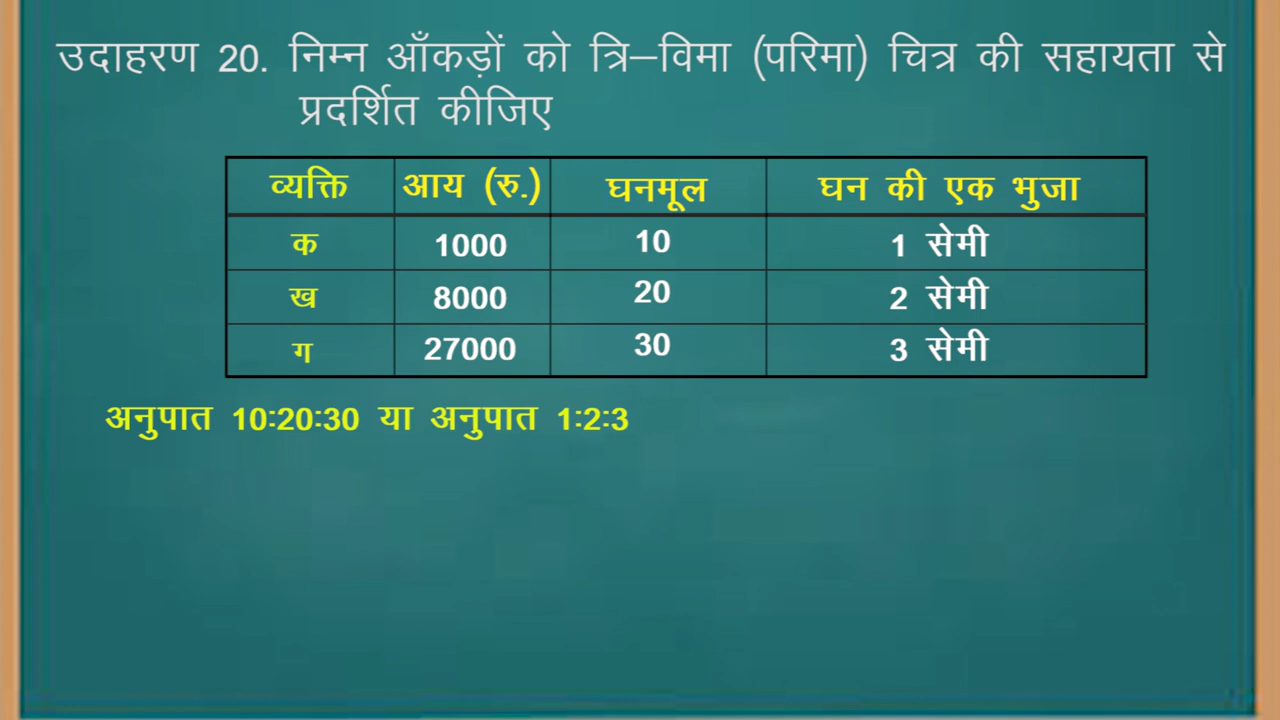 उदाहरण 20. निम्न आँकड़ों को त्रि–विमा (परिमा) चित्र की सहायता से
प्रदर्शित कीजिए
व्यक्ति आय (रु.) घनमूल घन की एक भुजा
क 1000 10 1 सेमी
ख 8000 20 2 सेमी
ग 27000 30 3 सेमी
अनुपात 10:20:30 या अनुपात 1:2:3